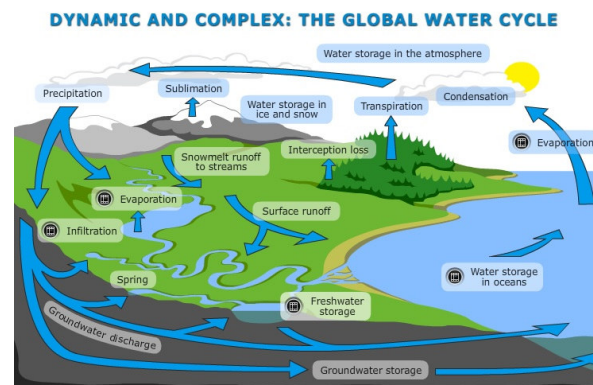 DYNAMIC AND COMPLEX: THE GLOBAL WATER CYCLE
Water storage in the atmosphere
Precipitation
Sublimation
Water storage in
ice and snow
Transpiration
Condensation
Evaporation
Snowmelt runoff
to streams
Interception loss
Evaporation
Surface runoff
Infiltration
Spring
Freshwater
storage
Water storage
in oceans
Groundwater discharge
Groundwater storage